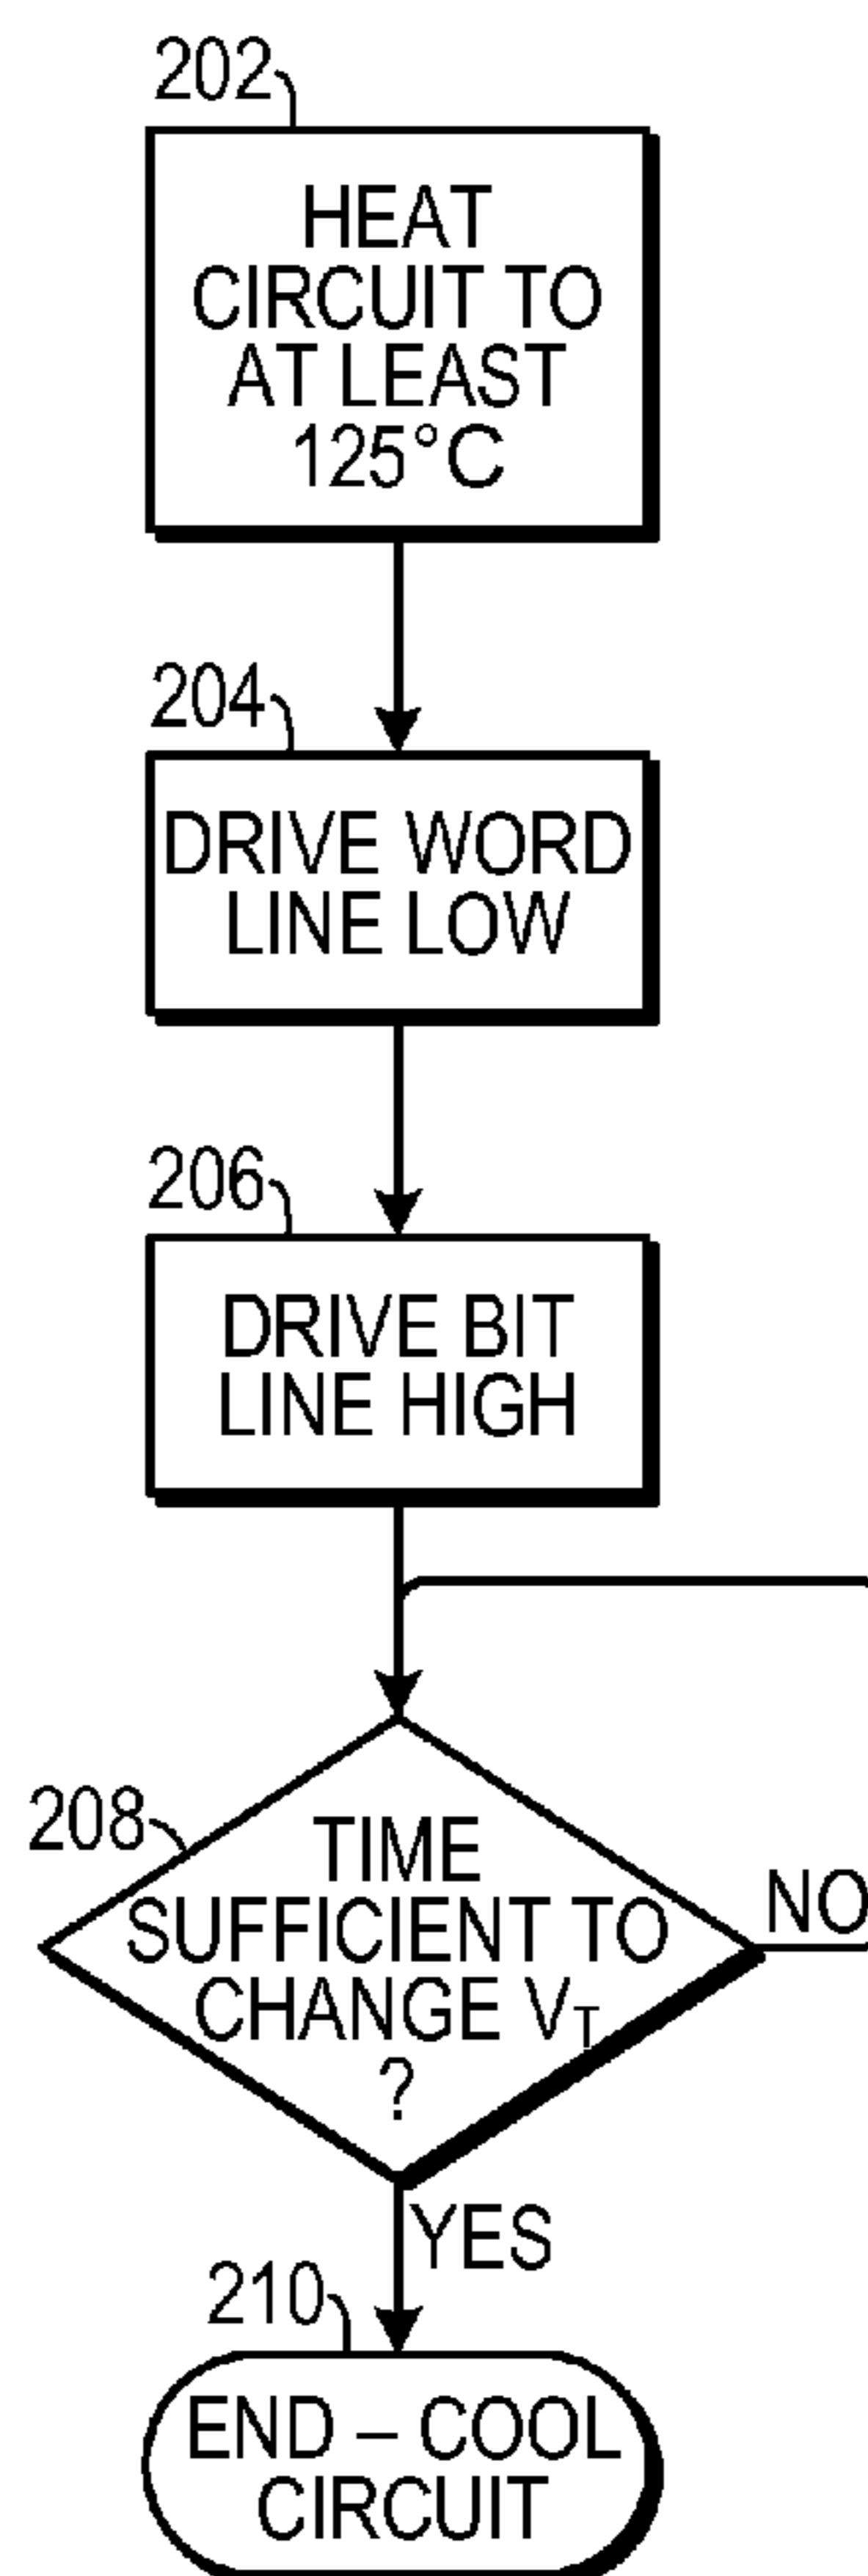 202
HEAT
CIRCUIT TO
AT LEAST
125°C
204
DRIVE WORD
LINE LOW
206
DRIVE BIT
LINE HIGH
208
TIME
SUFFICIENT TO
CHANGE V_T
?
NO
YES
210
END – COOL
CIRCUIT